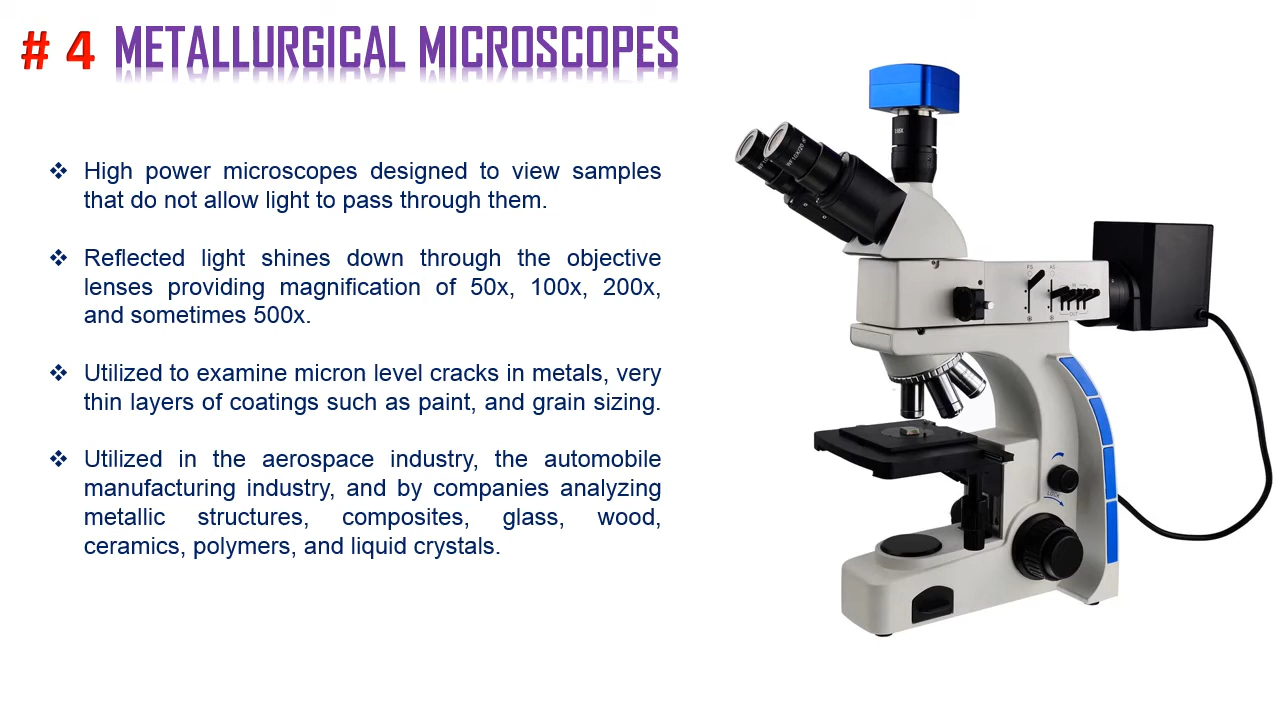 # 4 METALLURGICAL MICROSCOPES
❖ High power microscopes designed to view samples
that do not allow light to pass through them.
❖ Reflected light shines down through the objective
lenses providing magnification of 50x, 100x, 200x,
and sometimes 500x.
❖ Utilized to examine micron level cracks in metals, very
thin layers of coatings such as paint, and grain sizing.
❖ Utilized in the aerospace industry, the automobile
manufacturing industry, and by companies analyzing
metallic structures, composites, glass, wood,
ceramics, polymers, and liquid crystals.
LOCK
OUT